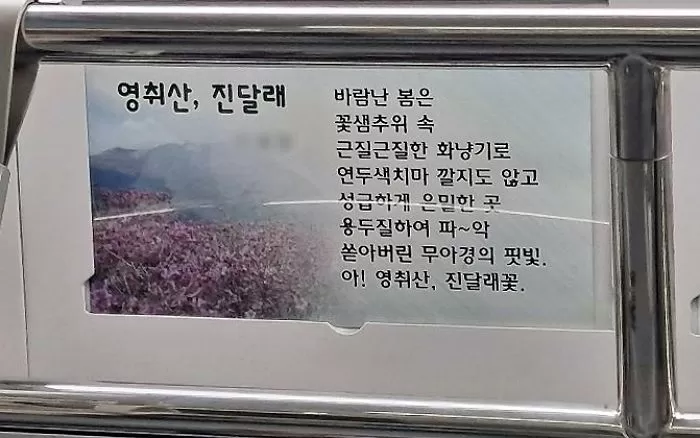 영취산, 진달래
바람난 봄은
꽃샘추위 속
근질근질한 화냥기로
연두색치마 깔지도 않고
성급하게 은밀한 곳
용두질하여 파~악
쏟아버린 무아경의 핏빛.
아! 영취산, 진달래꽃.